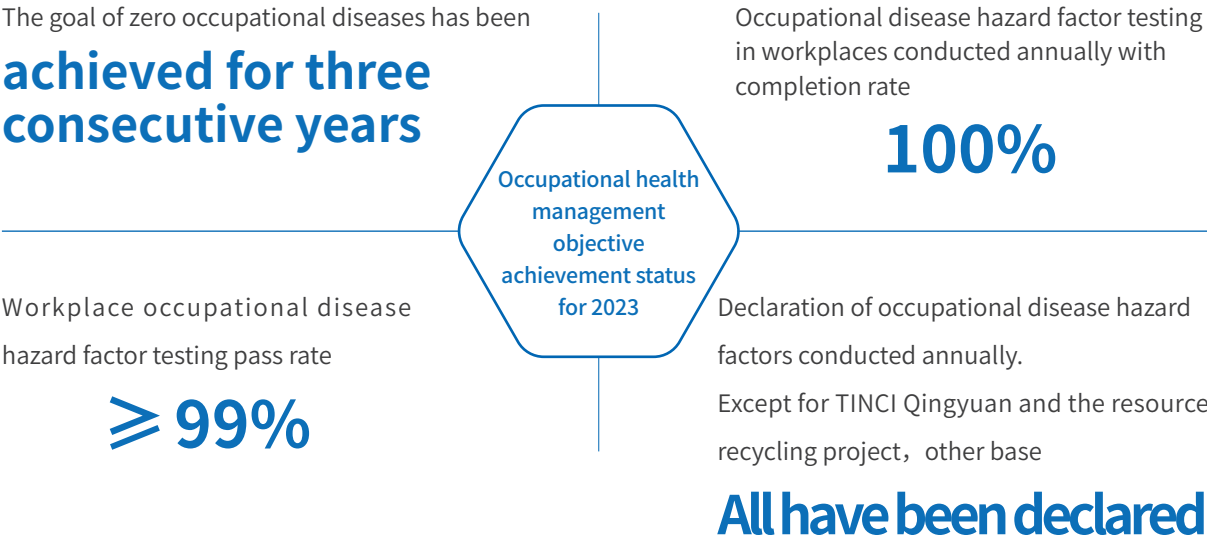 The goal of zero occupational diseases has been
achieved for three
consecutive years
Occupational disease hazard factor testing
in workplaces conducted annually with
completion rate
100%
Occupational health
management
objective
achievement status
for 2023
Workplace occupational disease
hazard factor testing pass rate
⩾99%
Declaration of occupational disease hazard
factors conducted annually.
Except for TINCI Qingyuan and the resource
recycling project，other base
All have been declared